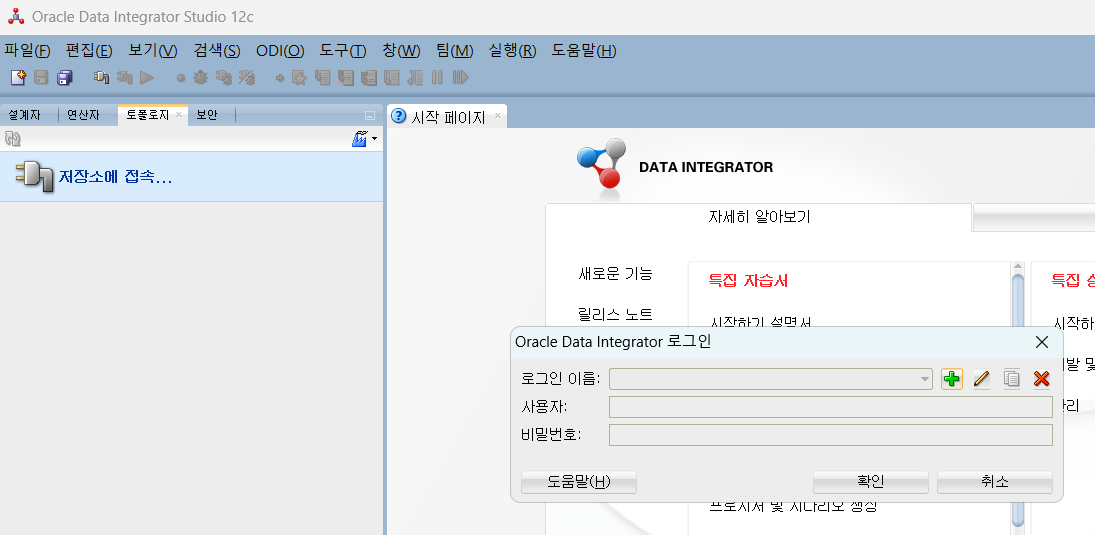 Oracle Data Integrator Studio 12c
파일(F) 편집(E) 보기(V) 검색(S) ODI(O) 도구(T) 창(W) 팀(M) 실행(R) 도움말(H)
설계자 연산자 토폴로지 보안
시작 페이지
저장소에 접속...
DATA INTEGRATOR
자세히 알아보기
새로운 기능
특집 자습서
특집
릴리스 노트
시작하기 설명서
시작하
Oracle Data Integrator 로그인
로그인 이름:
발 및
사용자:
관리
비밀번호:
도움말(H) 확인 취소
프로시저 및 시나리오 생성